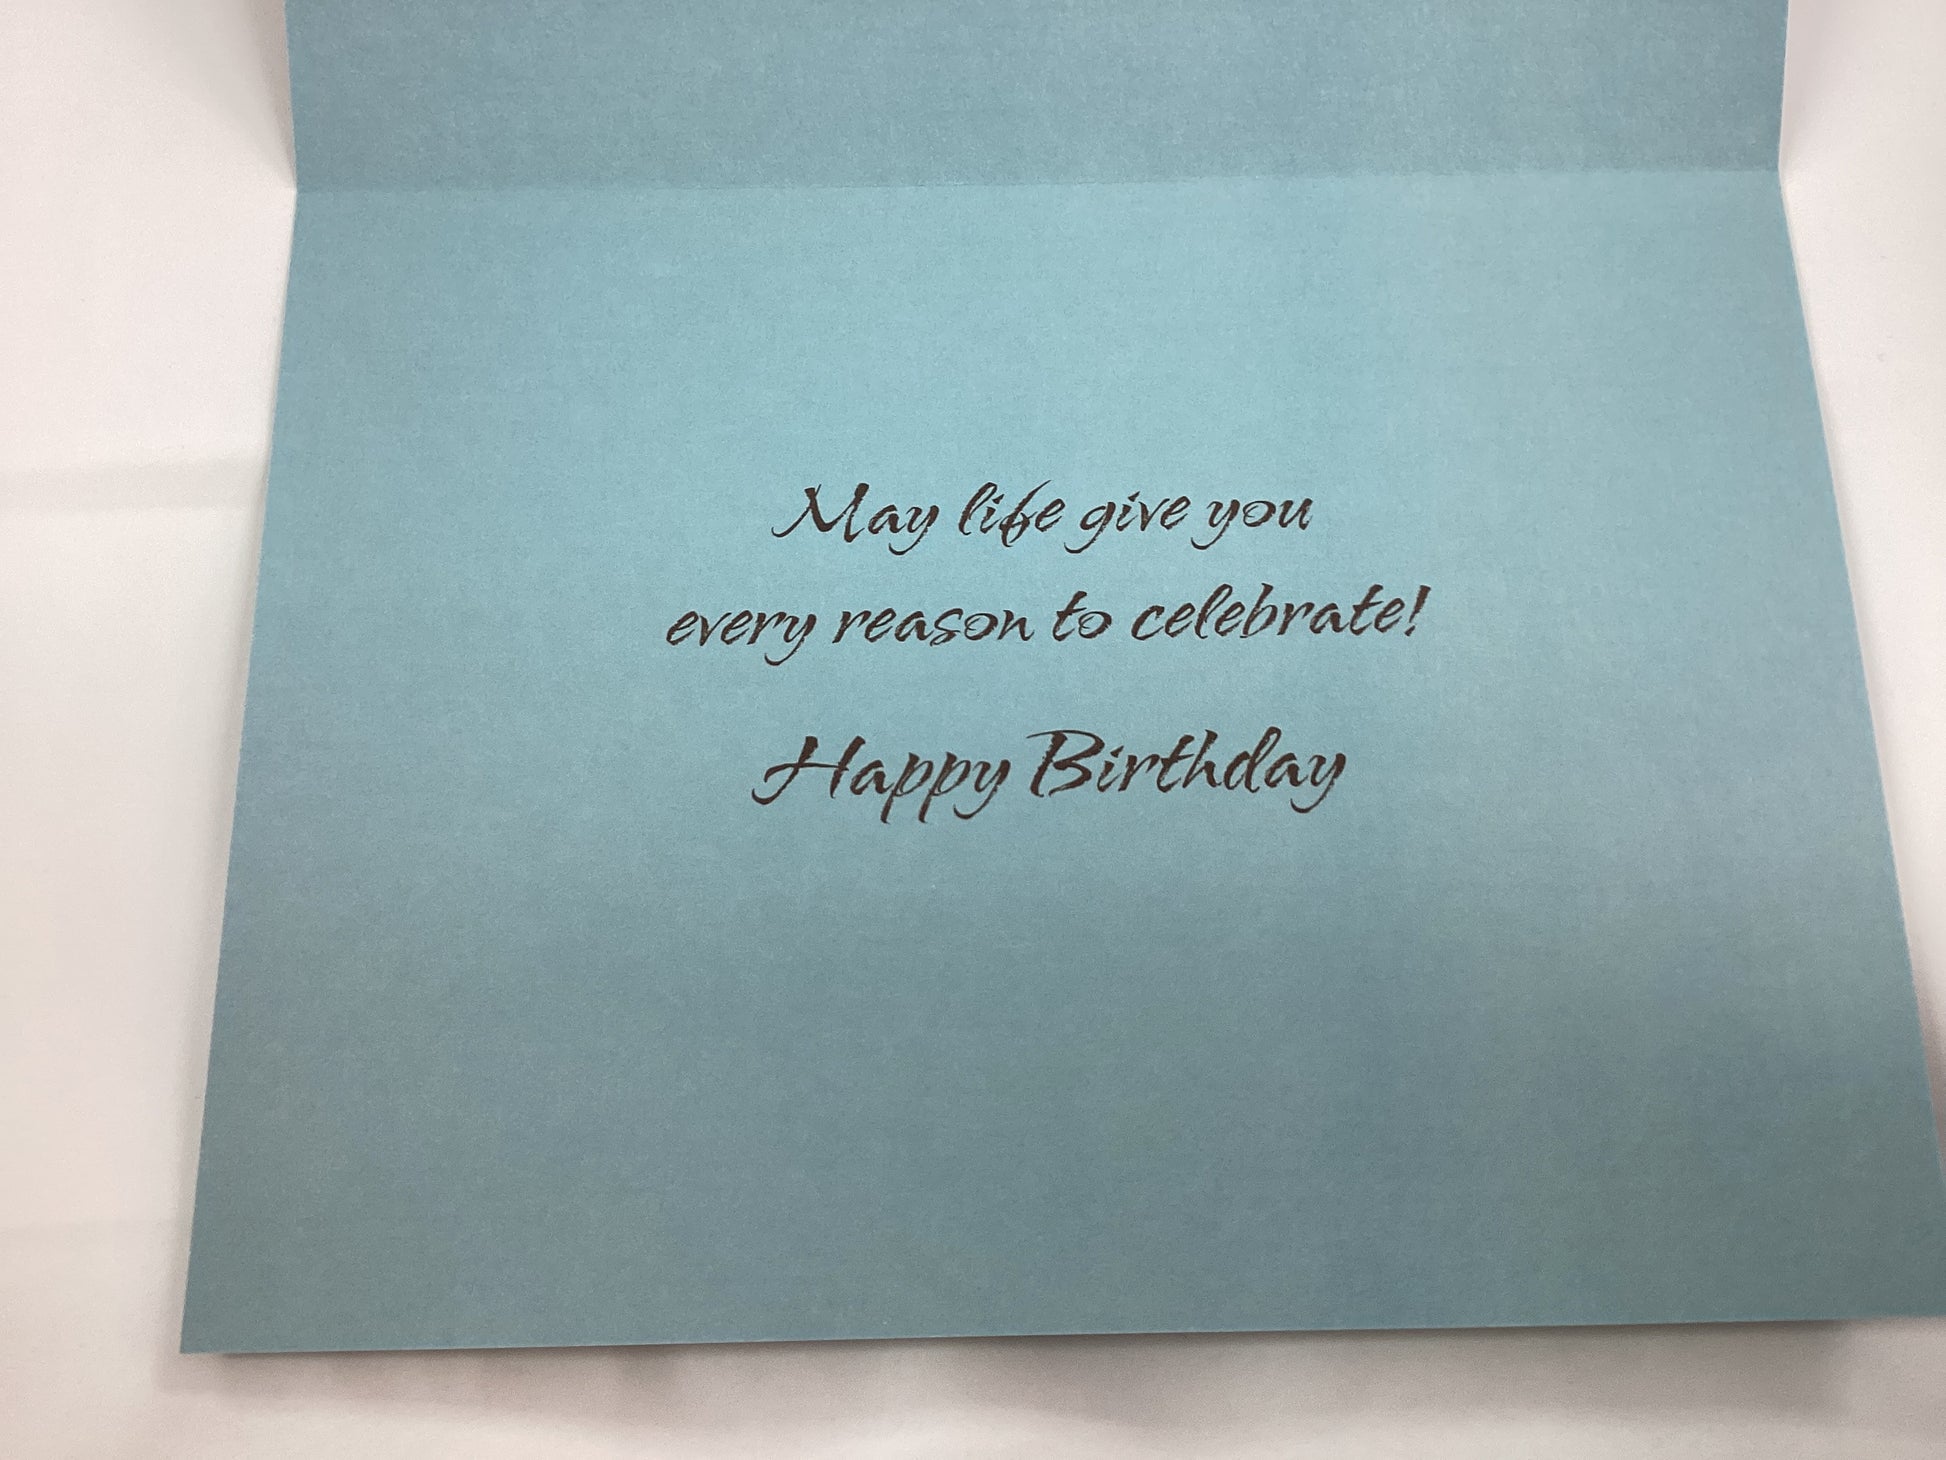 May life give you
every reason to celebrate!
Happy Birthday